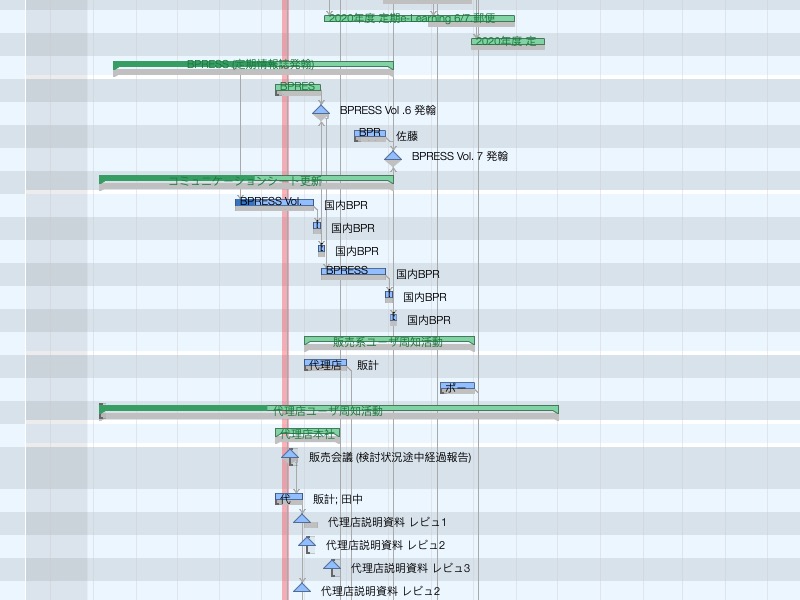 2020年度 定期e-Learning 6/7 郵便
2020年度 定
BPRESS (定期情報誌発翰)
BPRES
BPRESS Vol .6 発翰
BPR 佐藤
BPRESS Vol. 7 発翰
コミュニケーションシート更新
BPRESS Vol. 国内BPR
国内BPR
国内BPR
BPRESS 国内BPR
国内BPR
国内BPR
販売系ユーザ周知活動
代理店 販計
ポー
代理店ユーザ周知活動
代理店本社
販売会議 (検討状況途中経過報告)
代 販計; 田中
代理店説明資料 レビュ1
代理店説明資料 レビュ2
代理店説明資料 レビュ3
代理店説明資料 レビュ2